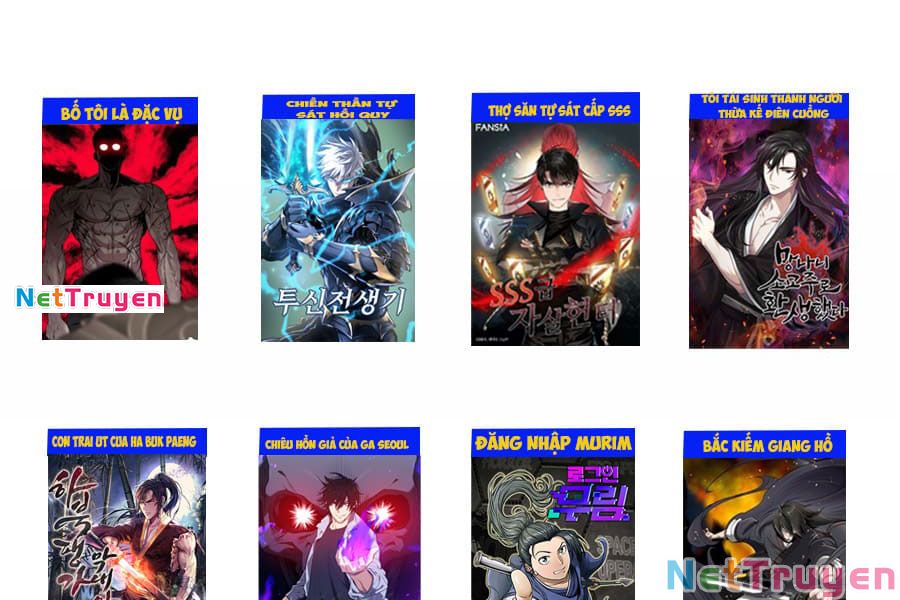 BỐ TÔI LÀ ĐẶC VỤ
CHIẾN THẦN TỰ
SÁT HỒI QUY
THỢ SĂN TỰ SÁT CẤP SSS
TÔI TÁI SINH THÀNH NGƯỜI
THỪA KẾ ĐIÊN CUỒNG
FANSIA
투신전생기
SSS급
자살헌터
망나니
소교주로
환생했다
NetTruyen
CON TRAI ÚT CỦA HA BUK PAENG
CHIÊU HỒN GIẢ CỦA GA SEOUL
ĐĂNG NHẬP MURIM
BẮC KIẾM GIANG HỒ
하북팽가
막내
로그인
무림
NetTruyen